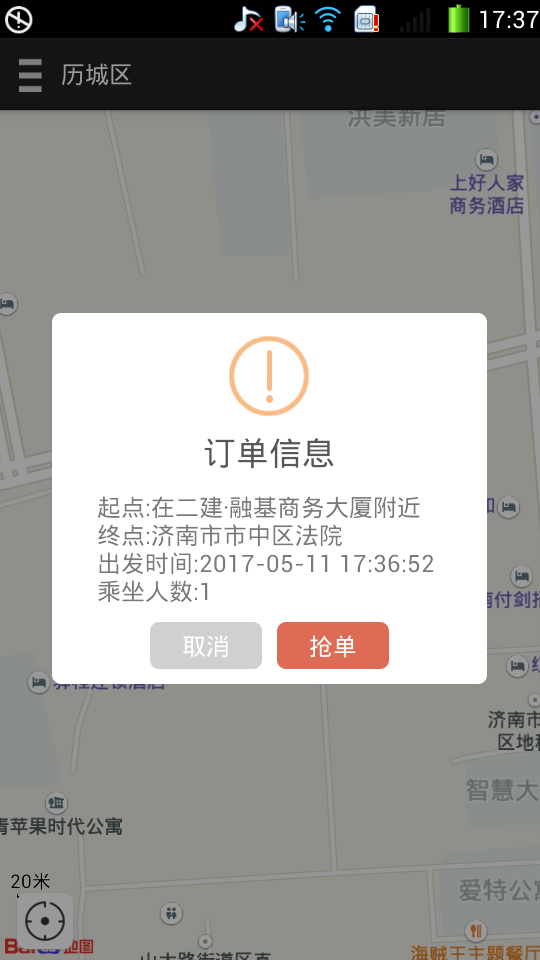 17:37
历城区
洪美新居
上好人家
商务酒店
订单信息
起点:在二建·融基商务大厦附近
终点:济南市市中区法院
出发时间:2017-05-11 17:36:52
乘坐人数:1
取消
抢单
济南市
智慧大
青苹果时代公寓
20米
爱特公寓
海贼王主题餐厅